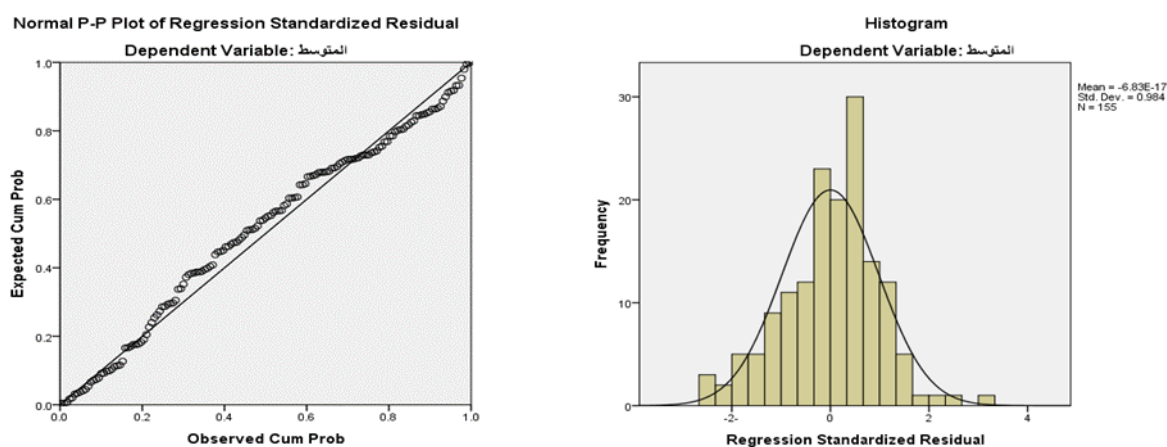 Normal P-P Plot of Regression Standardized Residual
Dependent Variable: المتوسط
1.0
0.8
0.6
0.4
0.2
0.0
0.0 0.2 0.4 0.6 0.8 1.0
Expected Cum Prob
Observed Cum Prob
Histogram
Dependent Variable: المتوسط
Mean = -6.83E-17
Std. Dev. = 0.984
N = 155
30
20
10
0
-2 0 2 4
Frequency
Regression Standardized Residual